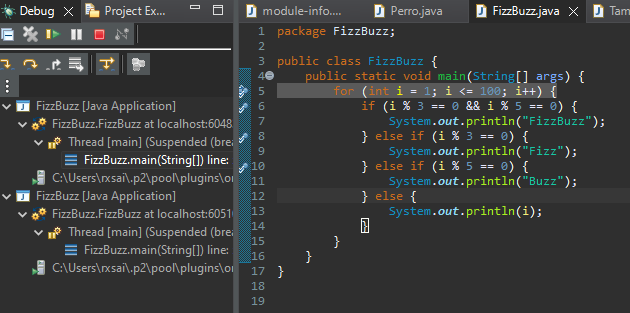 Debug
Project Ex...
FizzBuzz [Java Application]
FizzBuzz.FizzBuzz at localhost:6048
Thread [main] (Suspended (brea
FizzBuzz.main(String[]) line:
C:\Users\rxsai\.p2\pool\plugins\or
FizzBuzz [Java Application]
FizzBuzz.FizzBuzz at localhost:6051
Thread [main] (Suspended (brea
FizzBuzz.main(String[]) line:
C:\Users\rxsai\.p2\pool\plugins\or
module-info....
Perro.java
FizzBuzz.java
Tam
1 package FizzBuzz;
2
3 public class FizzBuzz {
4 public static void main(String[] args) {
5 for (int i = 1; i <= 100; i++) {
6 if (i % 3 == 0 && i % 5 == 0) {
7 System.out.println("FizzBuzz");
8 } else if (i % 3 == 0) {
9 System.out.println("Fizz");
10 } else if (i % 5 == 0) {
11 System.out.println("Buzz");
12 } else {
13 System.out.println(i);
14 }
15 }
16 }
17 }
18
19